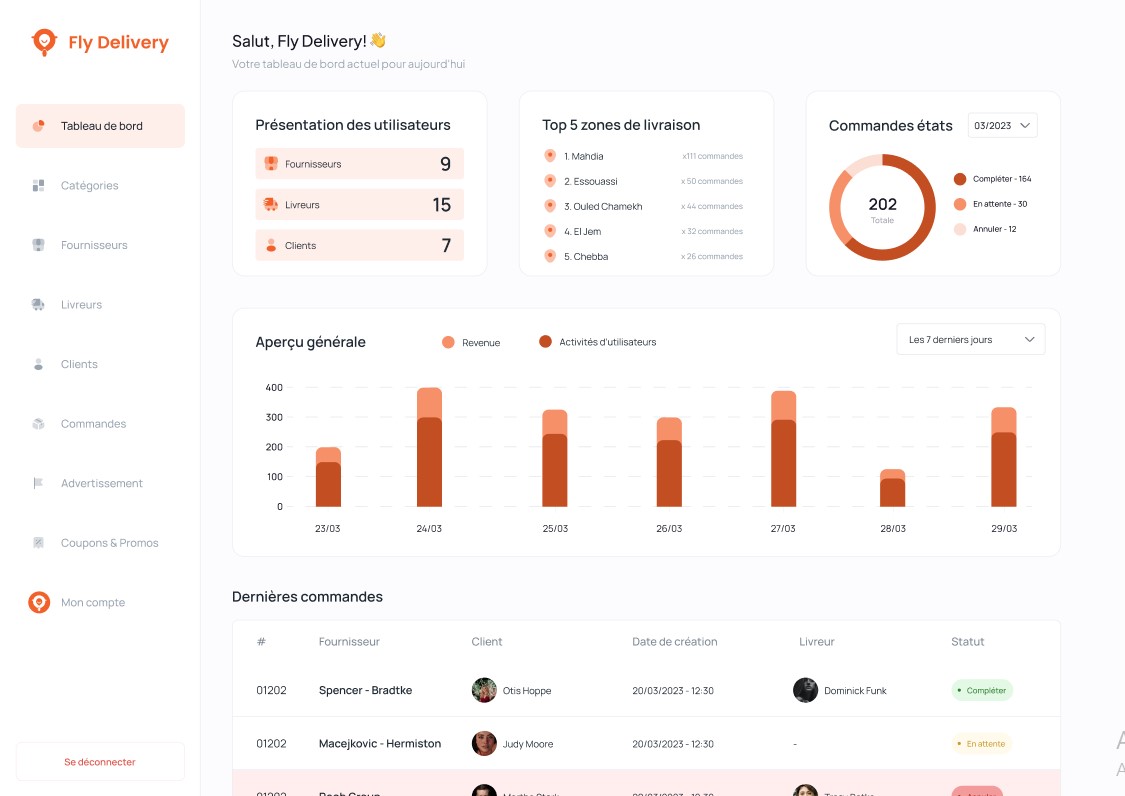 Fly Delivery
Tableau de bord
Catégories
Fournisseurs
Livreurs
Clients
Commandes
Advertissement
Coupons & Promos
Mon compte
Se déconnecter
Salut, Fly Delivery! 👋
Votre tableau de bord actuel pour aujourd'hui
Présentation des utilisateurs
Fournisseurs 9
Livreurs 15
Clients 7
Top 5 zones de livraison
1. Mahdia x111 commandes
2. Essouassi x 50 commandes
3. Ouled Chamekh x 44 commandes
4. El Jem x 32 commandes
5. Chebba x 26 commandes
Commandes états 03/2023
202
Totale
Compléter - 164
En attente - 30
Annuler - 12
Aperçu générale Revenue Activités d'utilisateurs Les 7 derniers jours
400
300
200
100
0
23/03 24/03 25/03 26/03 27/03 28/03 29/03
Dernières commandes
# Fournisseur Client Date de création Livreur Statut
01202 Spencer - Bradtke Otis Hoppe 20/03/2023 - 12:30 Dominick Funk Compléter
01202 Macejkovic - Hermiston Judy Moore 20/03/2023 - 12:30 - En attente